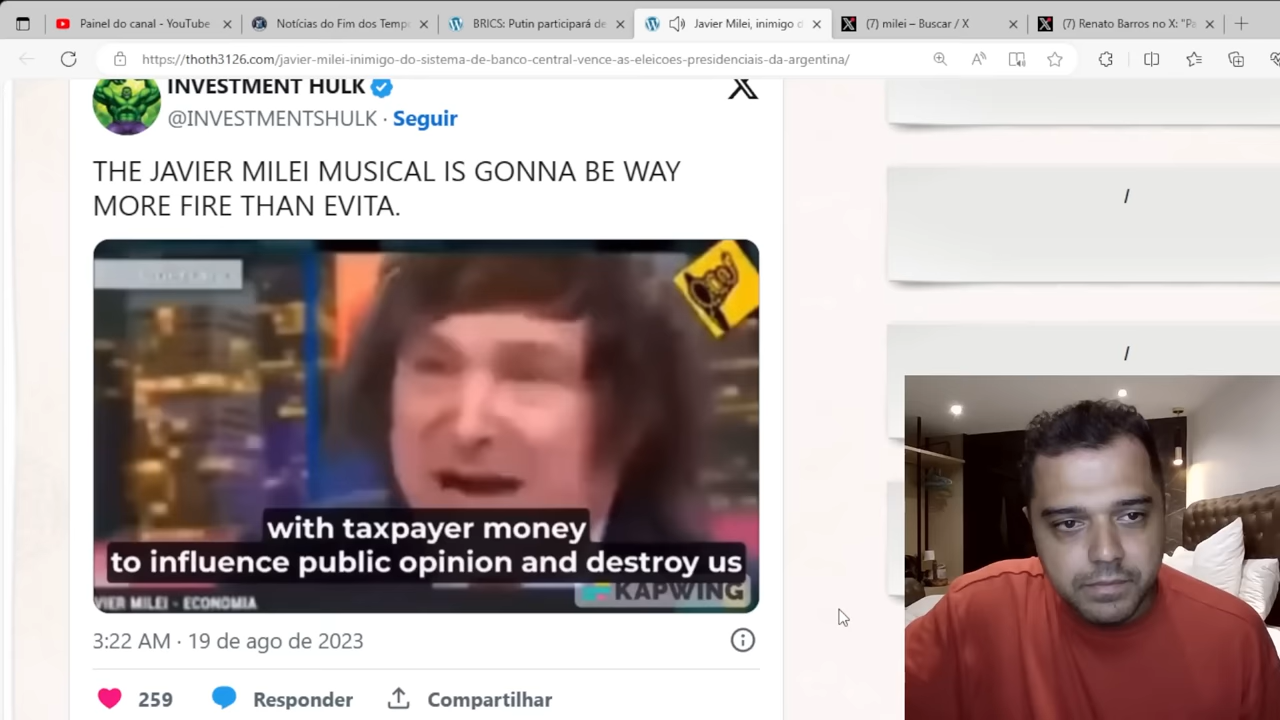 Painel do canal - YouTube
Notícias do Fim dos Temp
BRICS: Putin participará de
Javier Milei, inimigo d
(7) milei – Buscar / X
(7) Renato Barros no X: "Pa
https://thoth3126.com/javier-milei-inimigo-do-sistema-de-banco-central-vence-as-eleicoes-presidenciais-da-argentina/
INVESTMENT HULK
@INVESTMENTSHULK · Seguir
THE JAVIER MILEI MUSICAL IS GONNA BE WAY
MORE FIRE THAN EVITA.
/
/
with taxpayer money
to influence public opinion and destroy us
KAPWING
VIER MILEI - ECONOMIA
3:22 AM · 19 de ago de 2023
259 Responder Compartilhar